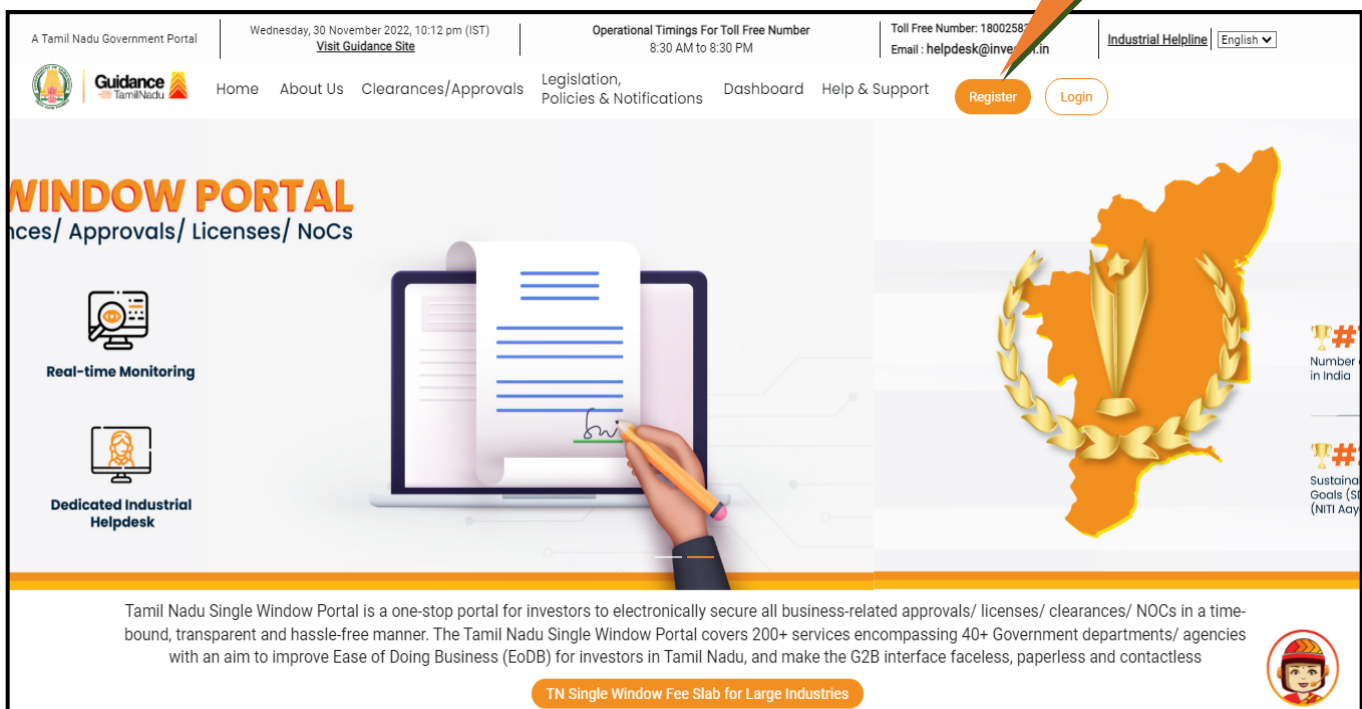 A Tamil Nadu Government Portal
Wednesday, 30 November 2022, 10:12 pm (IST)
Visit Guidance Site
Operational Timings For Toll Free Number
8:30 AM to 8:30 PM
Toll Free Number:
Email : 
Industrial Helpline
English
Guidance
TamilNadu
Home
About Us
Clearances/Approvals
Legislation,
Policies & Notifications
Dashboard
Help & Support
Register
Login
WINDOW PORTAL
/ Approvals/ Licenses/ NoCs
Real-time Monitoring
Dedicated Industrial
Helpdesk
Number
in India
Goals
(NITI
Tamil Nadu Single Window Portal is a one-stop portal for investors to electronically secure all business-related approvals/ licenses/ clearances/ NOCs in a time-
bound, transparent and hassle-free manner. The Tamil Nadu Single Window Portal covers 200+ services encompassing 40+ Government departments/ agencies
with an aim to improve Ease of Doing Business (EoDB) for investors in Tamil Nadu, and make the G2B interface faceless, paperless and contactless
TN Single Window Fee Slab for Large Industries